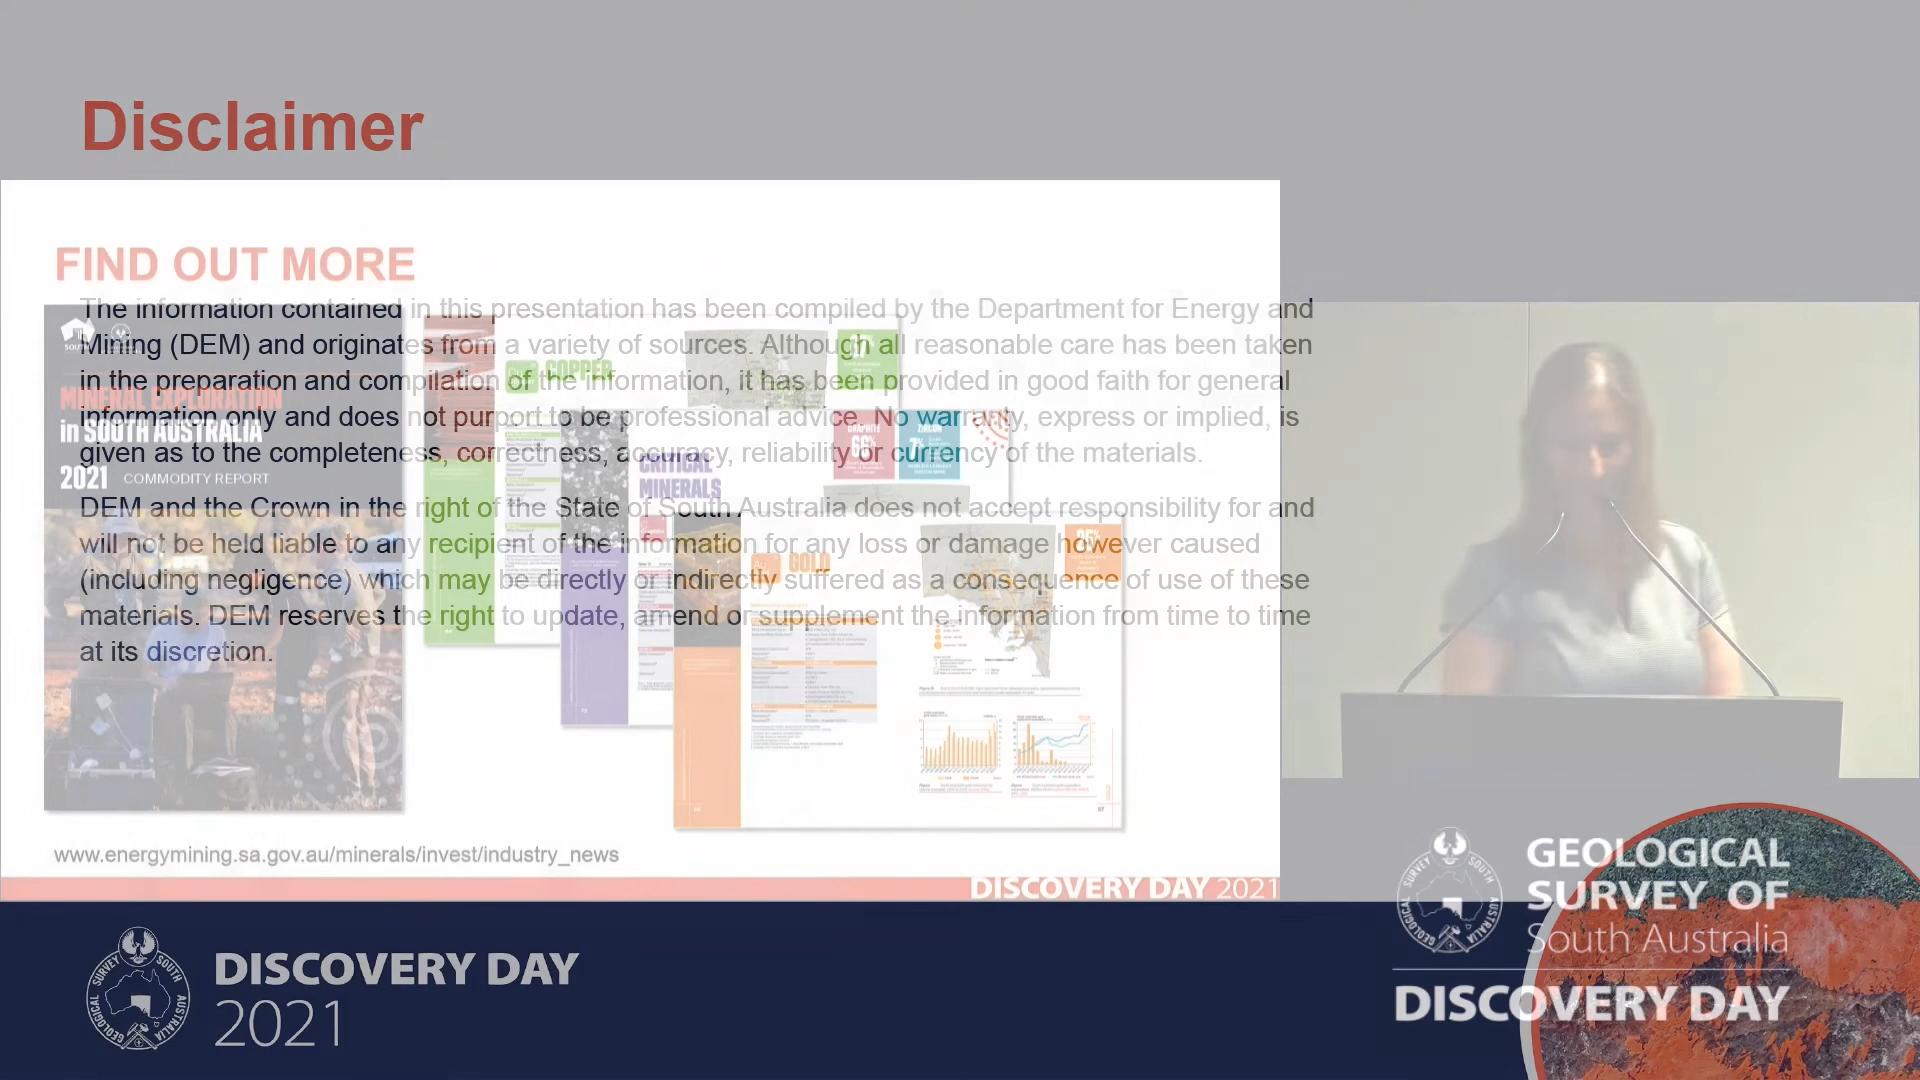 Disclaimer
FIND OUT MORE
The information contained in this presentation has been compiled by the Department for Energy and
Mining (DEM) and originates from a variety of sources. Although all reasonable care has been taken
in the preparation and compilation of the information, it has been provided in good faith for general
information only and does not purport to be professional advice. No warranty, express or implied, is
given as to the completeness, correctness, accuracy, reliability or currency of the materials.
DEM and the Crown in the right of the State of South Australia does not accept responsibility for and
will not be held liable to any recipient of the information for any loss or damage however caused
(including negligence) which may be directly or indirectly suffered as a consequence of use of these
materials. DEM reserves the right to update, amend or supplement the information from time to time
at its discretion.
MINERAL EXPLORATION
in SOUTH AUSTRALIA
2021 COMMODITY REPORT
COPPER
CRITICAL
MINERALS
GRAPHITE
66%
ZIRCON
GOLD
www.energymining.sa.gov.au/minerals/invest/industry_news
DISCOVERY DAY 2021
DISCOVERY DAY
2021
GEOLOGICAL
SURVEY OF
South Australia
DISCOVERY DAY